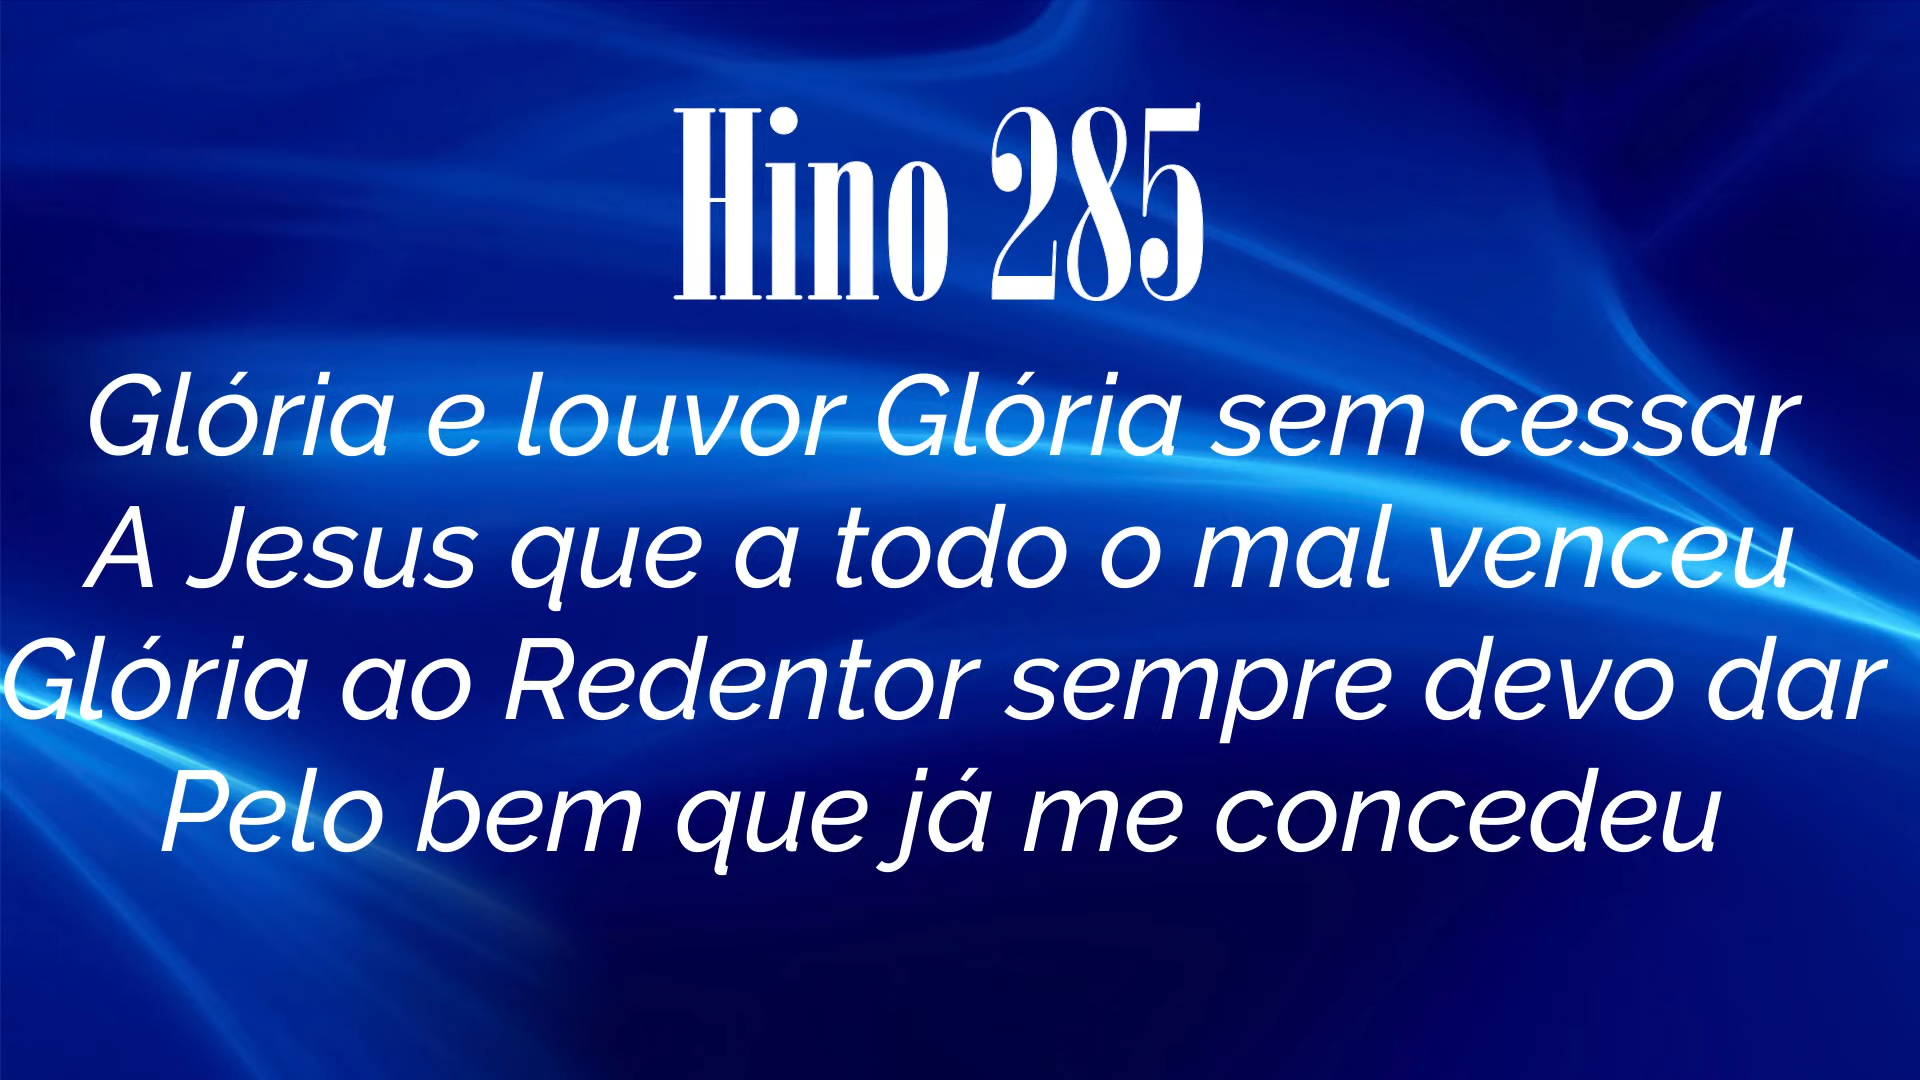 Hino 285
Glória e louvor Glória sem cessar
A Jesus que a todo o mal venceu
Glória ao Redentor sempre devo dar
Pelo bem que já me concedeu